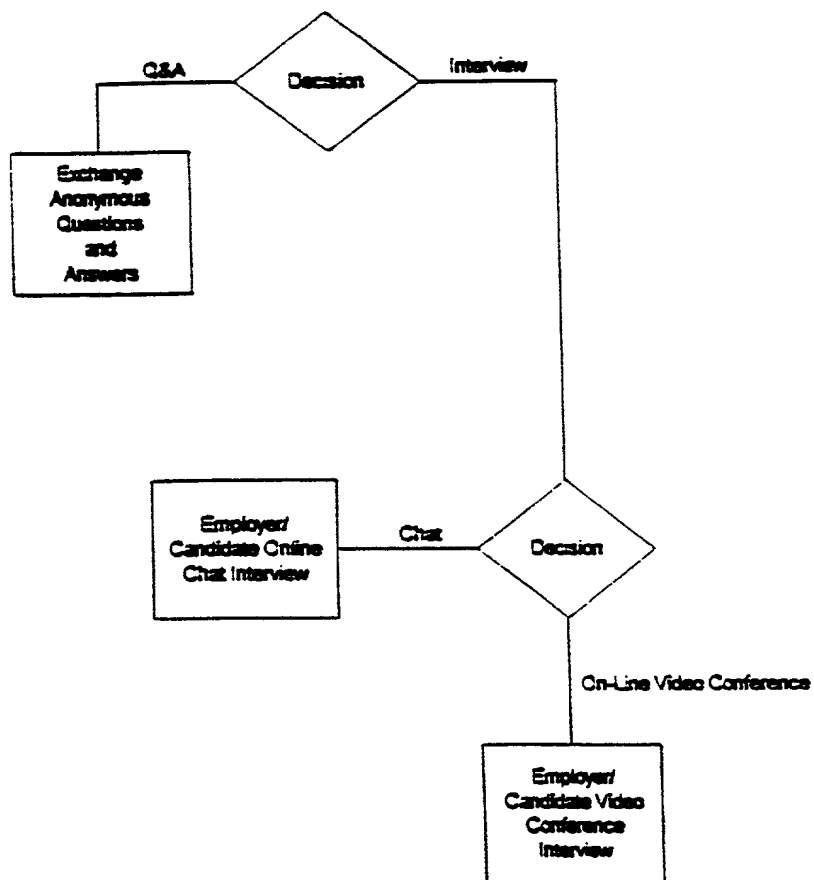 Q&A
Decision
Interview
Exchange
Anonymous
Questions
and
Answers
Employer/
Candidate Online
Chat Interview
Chat
Decision
On-Line Video Conference
Employer/
Candidate Video
Conference
Interview